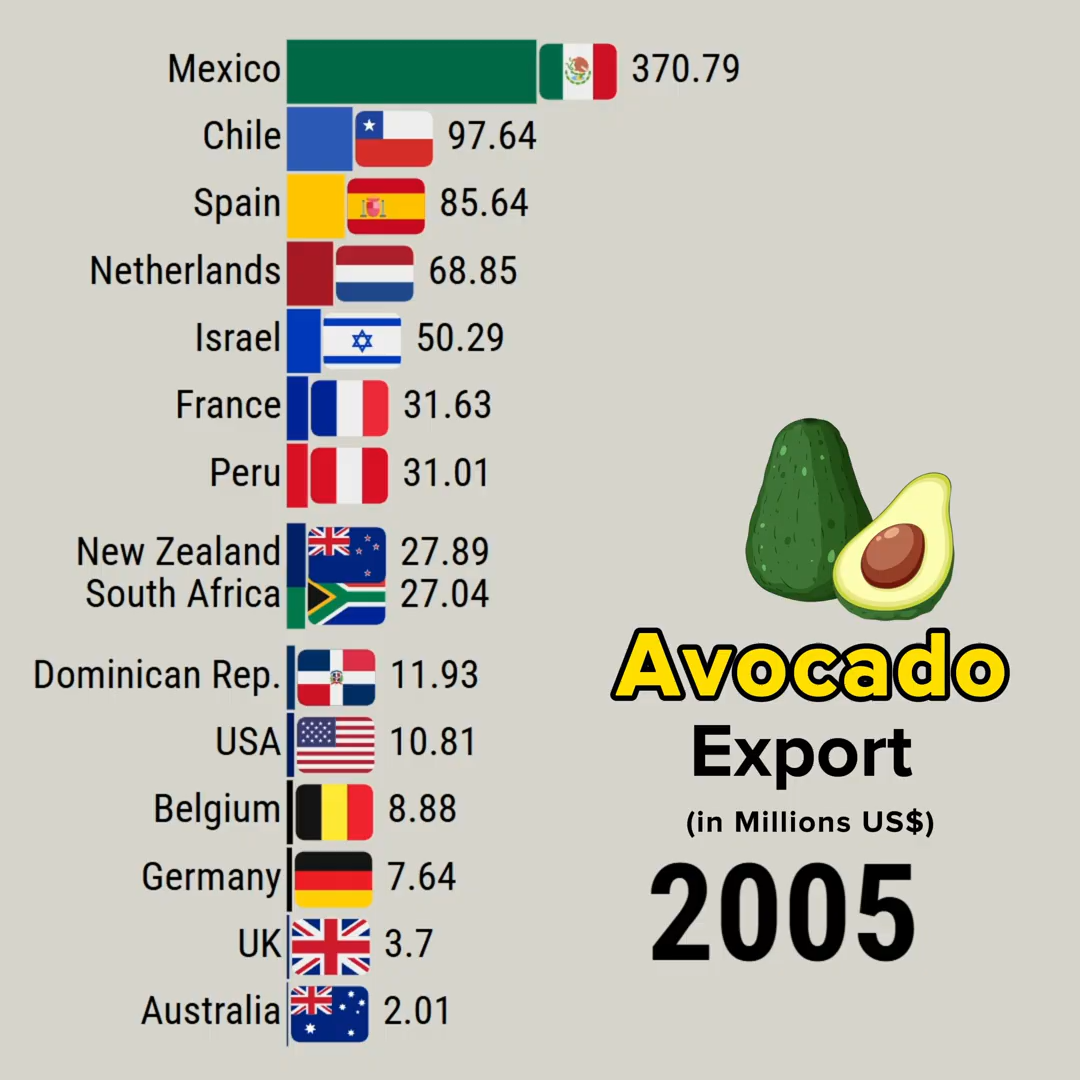 Mexico 370.79
Chile 97.64
Spain 85.64
Netherlands 68.85
Israel 50.29
France 31.63
Peru 31.01
New Zealand 27.89
South Africa 27.04
Dominican Rep. 11.93
USA 10.81
Belgium 8.88
Germany 7.64
UK 3.7
Australia 2.01
Avocado
Export
(in Millions US$)
2005